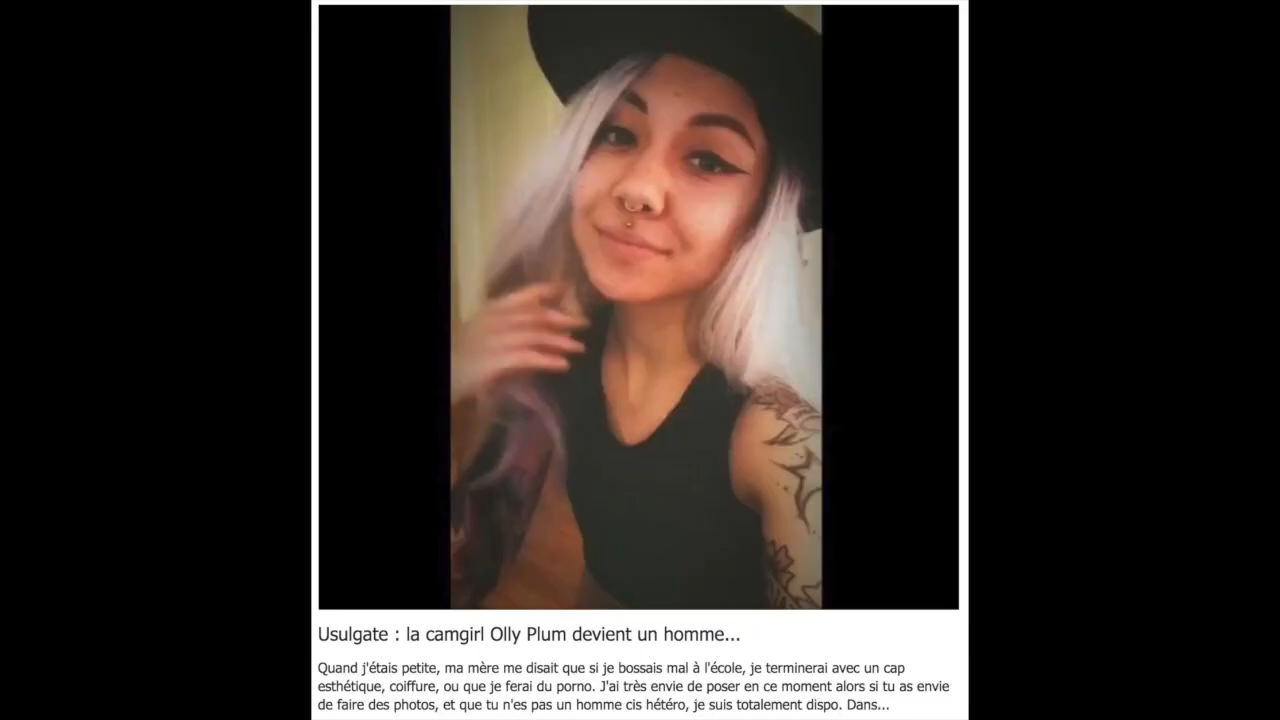 Usulgate : la camgirl Olly Plum devient un homme...
Quand j'étais petite, ma mère me disait que si je bossais mal à l'école, je terminerai avec un cap
esthétique, coiffure, ou que je ferai du porno. J'ai très envie de poser en ce moment alors si tu as envie
de faire des photos, et que tu n'es pas un homme cis hétéro, je suis totalement dispo. Dans...